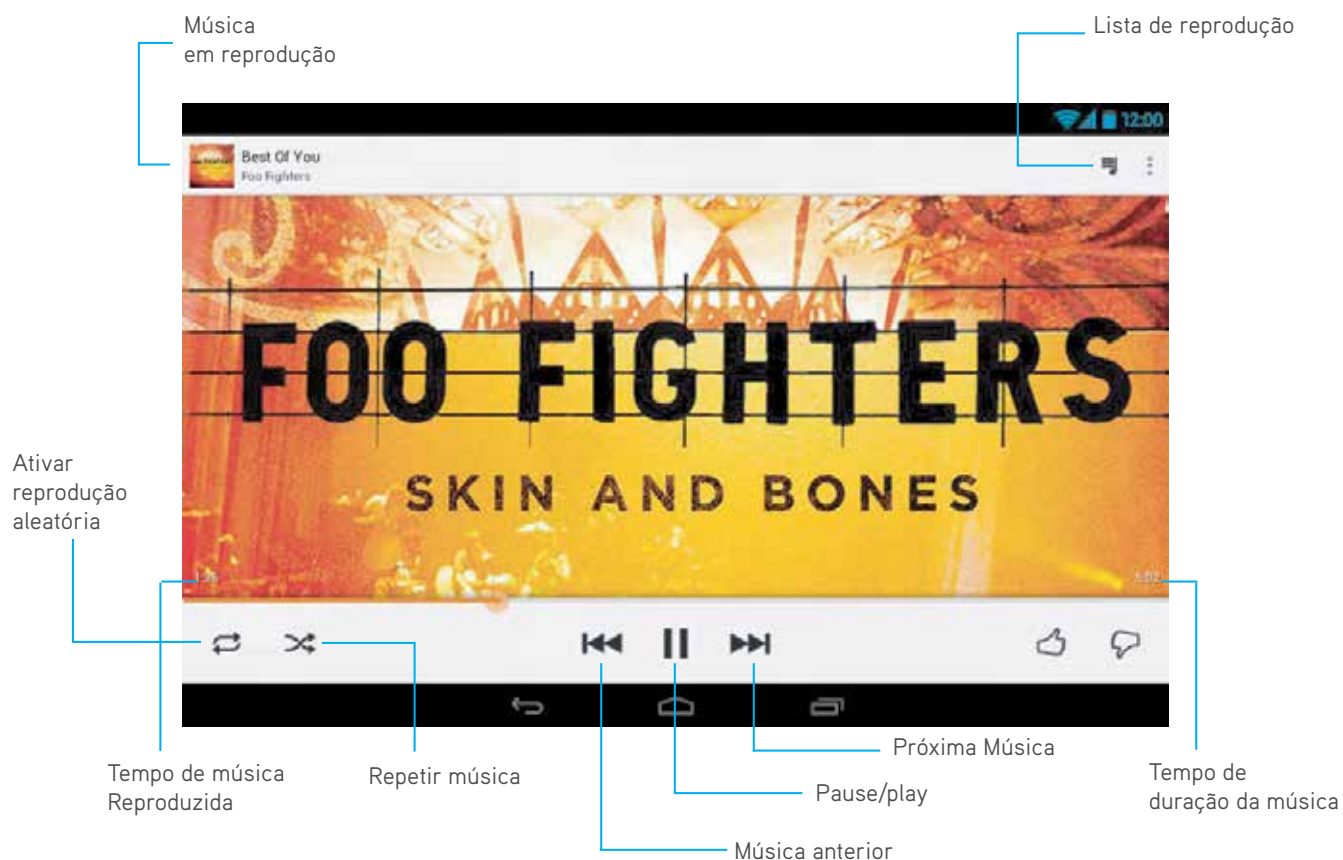 Música
em reprodução
Lista de reprodução
12:00
Best Of You
Foo Fighters
FOO FIGHTERS
SKIN AND BONES
Ativar
reprodução
aleatória
5:02
Tempo de música
Reproduzida
Repetir música
Próxima Música
Pause/play
Música anterior
Tempo de
duração da música